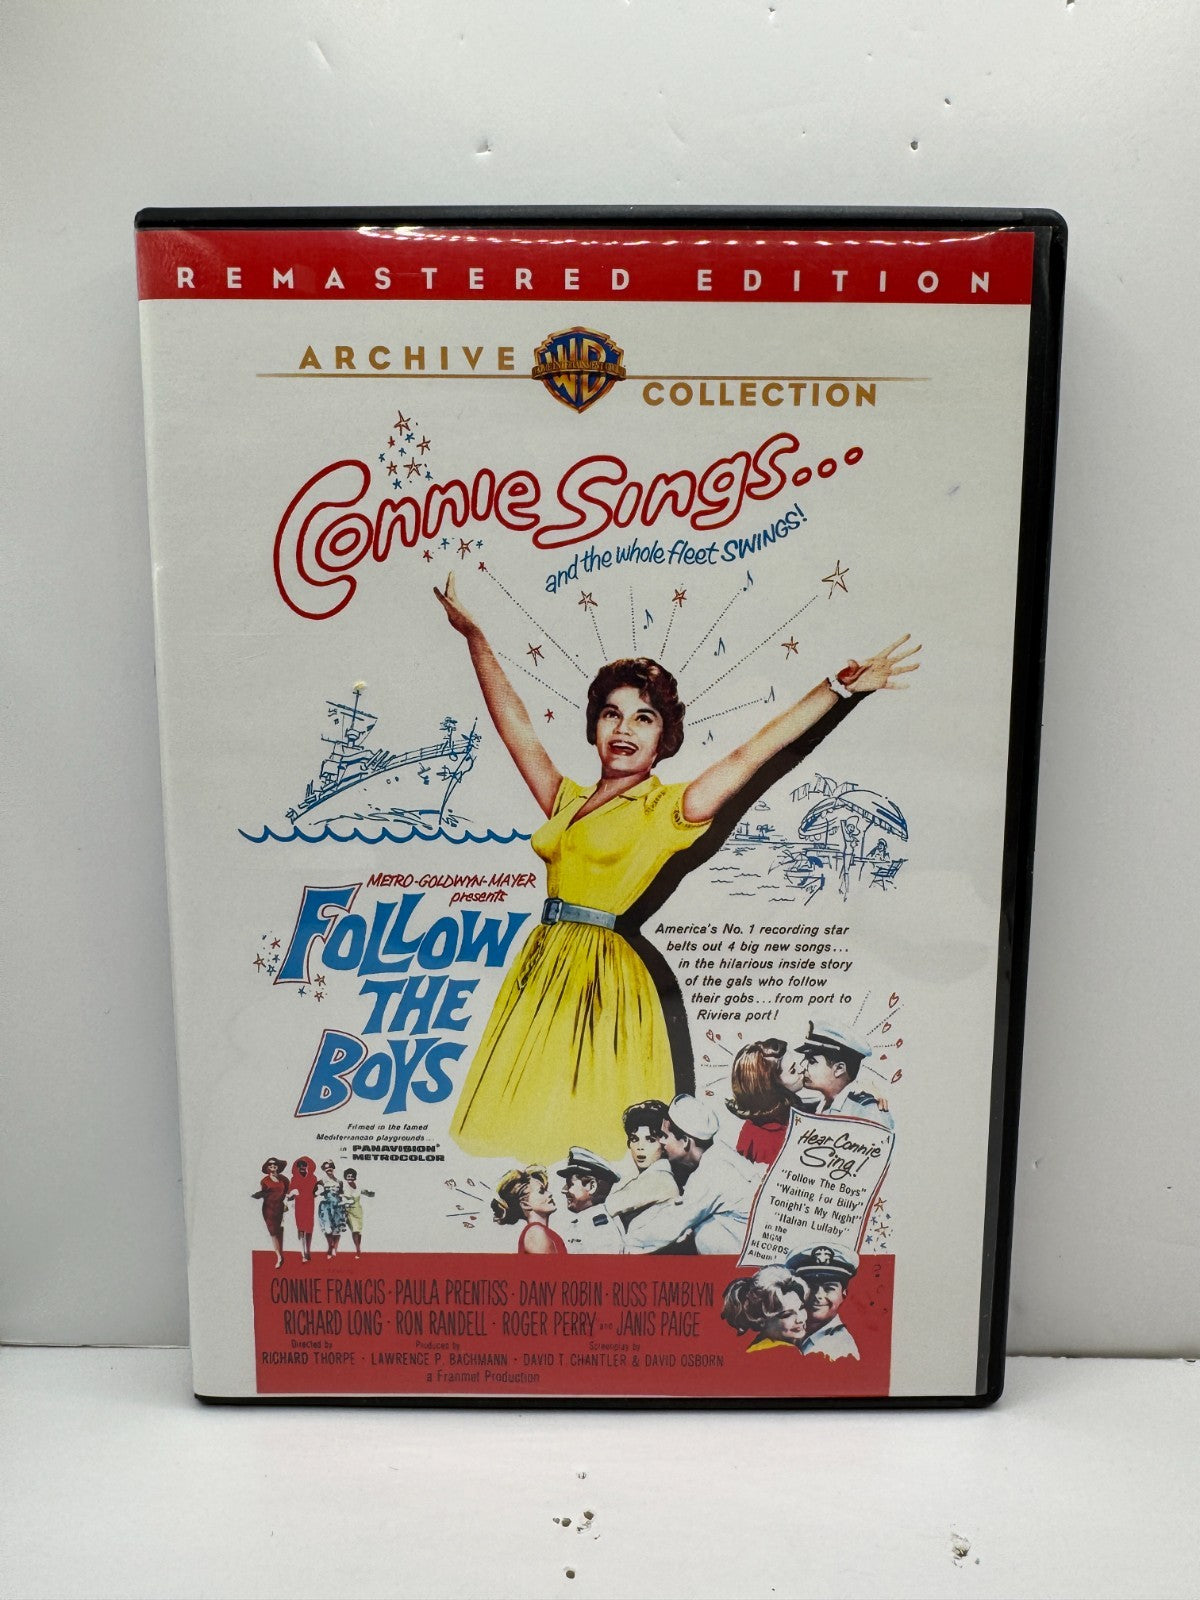 REMASTERED EDITION
ARCHIVE WB COLLECTION
Connie Sings...
and the whole fleet SWINGS!
METRO-GOLDWYN-MAYER
presents
FOLLOW
THE
BOYS
America's No. 1 recording star
belts out 4 big new songs...
in the hilarious inside story
of the gals who follow
their gobs...from port to
Riviera port!
Filmed in the famed
Mediterranean playgrounds...
in PANAVISION®
METROCOLOR
Hear Connie
Sing!
"Follow The Boys"
"Waiting For Billy"
Tonight's My Night"
"Italian Lullaby"
in the
MGM
RECORDS
Album!
CONNIE FRANCIS · PAULA PRENTISS · DANY ROBIN · RUSS TAMBLYN
RICHARD LONG · RON RANDELL · ROGER PERRY and JANIS PAIGE
Directed by Produced by Screenplay by
RICHARD THORPE · LAWRENCE P. BACHMANN · DAVID T. CHANTLER & DAVID OSBORN
a Franmet Production